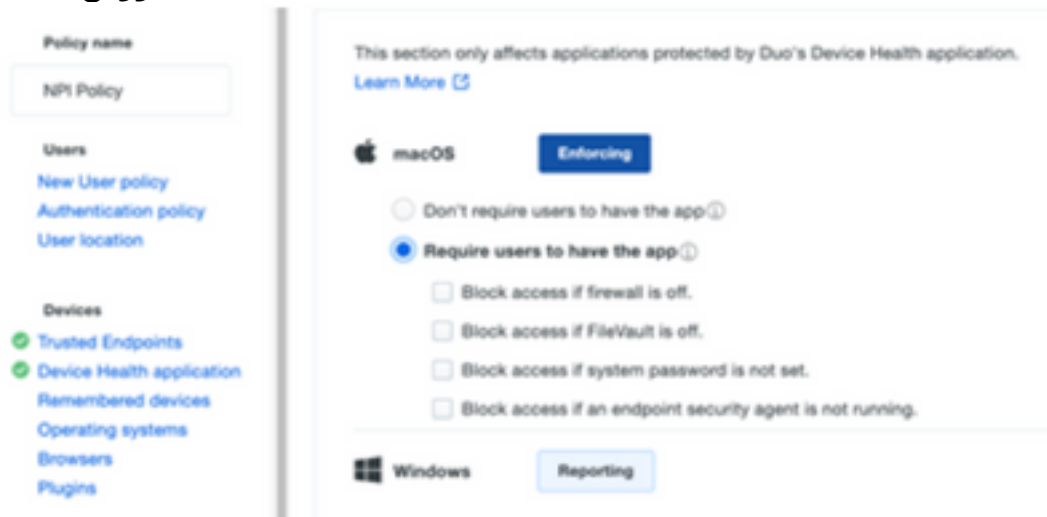 Policy name
NPI Policy
Users
New User policy
Authentication policy
User location
Devices
Trusted Endpoints
Device Health application
Remembered devices
Operating systems
Browsers
Plugins
This section only affects applications protected by Duo's Device Health application.
Learn More
macOS
Enforcing
Don't require users to have the app
Require users to have the app
Block access if firewall is off.
Block access if FileVault is off.
Block access if system password is not set.
Block access if an endpoint security agent is not running.
Windows
Reporting